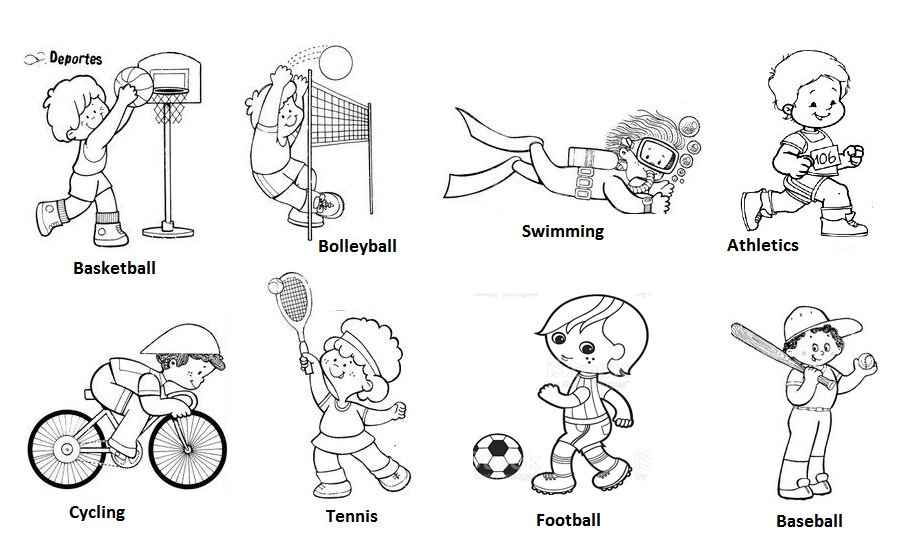 Deportes
Basketball
Bolleyball
Swimming
106
Athletics
Cycling
Tennis
Football
Baseball